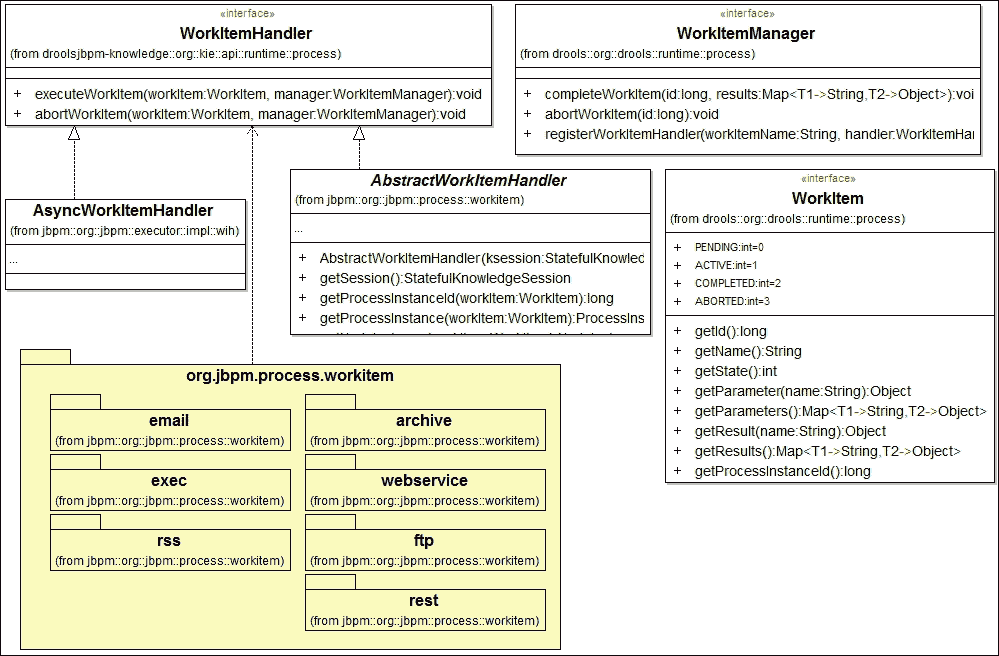 «interface»
WorkItemHandler
(from droolsjbpm-knowledge::org::kie::api::runtime::process)
+ executeWorkItem(workItem:WorkItem, manager:WorkItemManager):void
+ abortWorkItem(workItem:WorkItem, manager:WorkItemManager):void
«interface»
WorkItemManager
(from drools::org::drools::runtime::process)
+ completeWorkItem(id:long, results:Map<T1->String,T2->Object>):voi
+ abortWorkItem(id:long):void
+ registerWorkItemHandler(workItemName:String, handler:WorkItemHan
AsyncWorkItemHandler
(from jbpm::org::jbpm::executor::impl::wih)
...
AbstractWorkItemHandler
(from jbpm::org::jbpm::process::workitem)
...
+ AbstractWorkItemHandler(ksession:StatefulKnowled
+ getSession():StatefulKnowledgeSession
+ getProcessInstanceId(workItem:WorkItem):long
+ getProcessInstance(workItem:WorkItem):ProcessIns
«interface»
WorkItem
(from drools::org::drools::runtime::process)
+ PENDING:int=0
+ ACTIVE:int=1
+ COMPLETED:int=2
+ ABORTED:int=3
+ getId():long
+ getName():String
+ getState():int
+ getParameter(name:String):Object
+ getParameters():Map<T1->String,T2->Object>
+ getResult(name:String):Object
+ getResults():Map<T1->String,T2->Object>
+ getProcessInstanceId():long
org.jbpm.process.workitem
email
(from jbpm::org::jbpm::process::workitem)
archive
(from jbpm::org::jbpm::process::workitem)
exec
(from jbpm::org::jbpm::process::workitem)
webservice
(from jbpm::org::jbpm::process::workitem)
rss
(from jbpm::org::jbpm::process::workitem)
ftp
(from jbpm::org::jbpm::process::workitem)
rest
(from jbpm::org::jbpm::process::workitem)